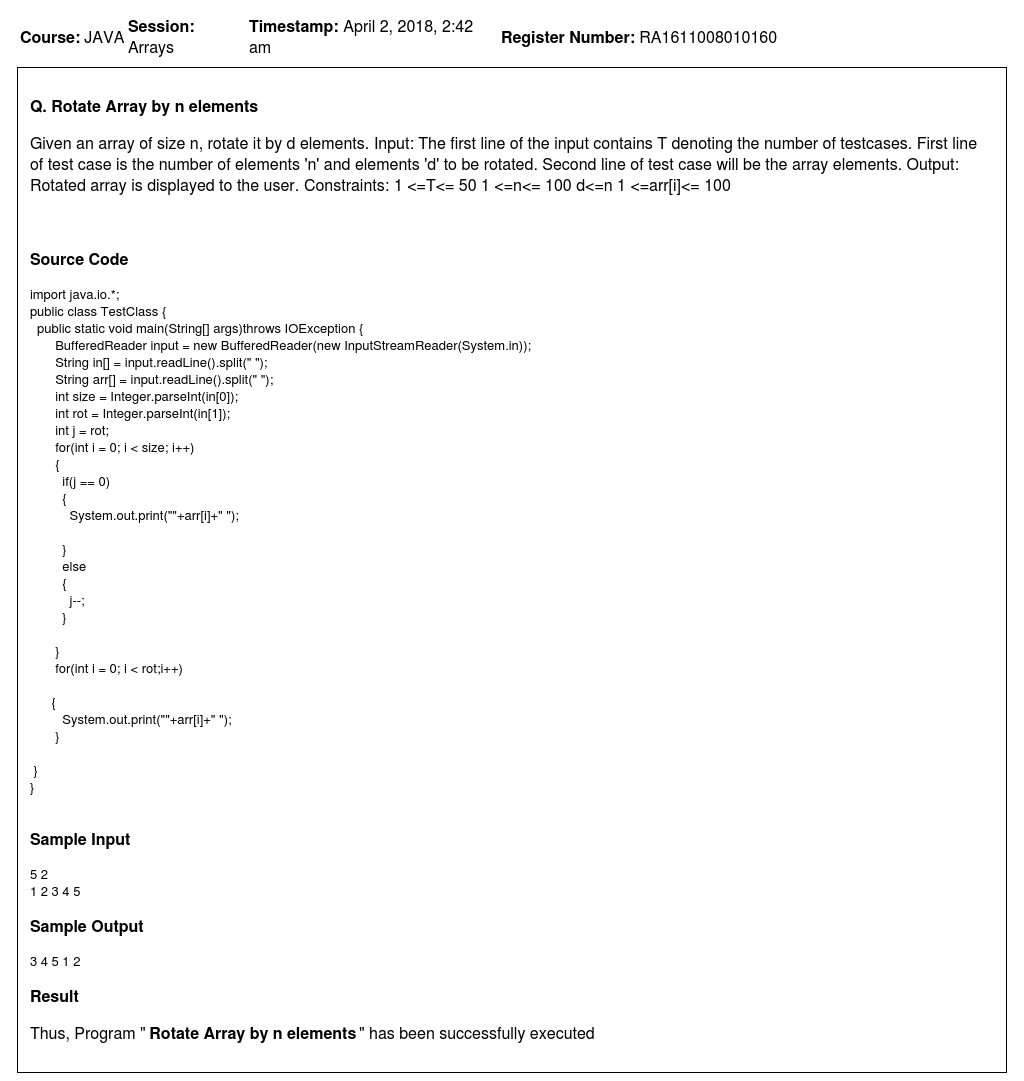 Course: JAVA Session: Arrays Timestamp: April 2, 2018, 2:42 am Register Number: RA1611008010160
Q. Rotate Array by n elements
Given an array of size n, rotate it by d elements. Input: The first line of the input contains T denoting the number of testcases. First line
of test case is the number of elements 'n' and elements 'd' to be rotated. Second line of test case will be the array elements. Output:
Rotated array is displayed to the user. Constraints: 1 <=T<= 50 1 <=n<= 100 d<=n 1 <=arr[i]<= 100
Source Code
import java.io.*;
public class TestClass {
public static void main(String[] args)throws IOException {
BufferedReader input = new BufferedReader(new InputStreamReader(System.in));
String in[] = input.readLine().split(" ");
String arr[] = input.readLine().split(" ");
int size = Integer.parseInt(in[0]);
int rot = Integer.parseInt(in[1]);
int j = rot;
for(int i = 0; i < size; i++)
{
if(j == 0)
{
System.out.print(""+arr[i]+" ");
}
else
{
j--;
}
}
for(int i = 0; i < rot;i++)
{
System.out.print(""+arr[i]+" ");
}
}
}
Sample Input
5 2
1 2 3 4 5
Sample Output
3 4 5 1 2
Result
Thus, Program " Rotate Array by n elements " has been successfully executed